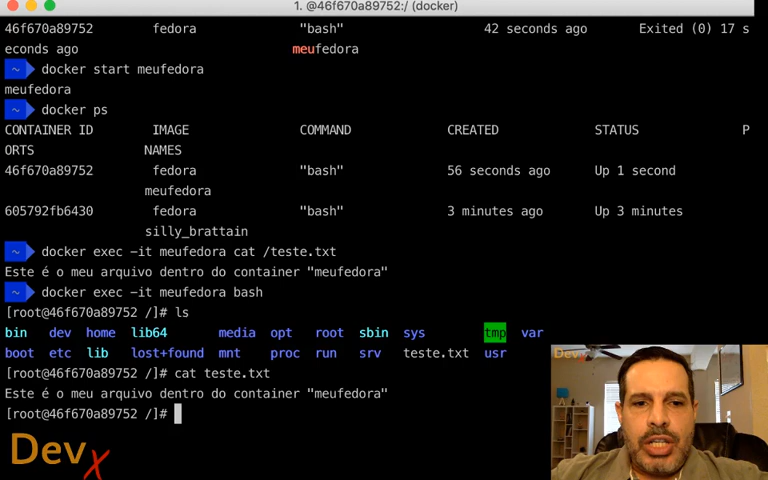 1. @46f670a89752:/ (docker)
46f670a89752 fedora "bash" 42 seconds ago Exited (0) 17 s
econds ago meufedora
~ docker start meufedora
meufedora
~ docker ps
CONTAINER ID IMAGE COMMAND CREATED STATUS P
ORTS NAMES
46f670a89752 fedora "bash" 56 seconds ago Up 1 second
meufedora
605792fb6430 fedora "bash" 3 minutes ago Up 3 minutes
silly_brattain
~ docker exec -it meufedora cat /teste.txt
Este é o meu arquivo dentro do container "meufedora"
~ docker exec -it meufedora bash
[root@46f670a89752 /]# ls
bin dev home lib64 media opt root sbin sys tmp var
boot etc lib lost+found mnt proc run srv teste.txt usr
[root@46f670a89752 /]# cat teste.txt
Este é o meu arquivo dentro do container "meufedora"
[root@46f670a89752 /]#
Devx
Dev